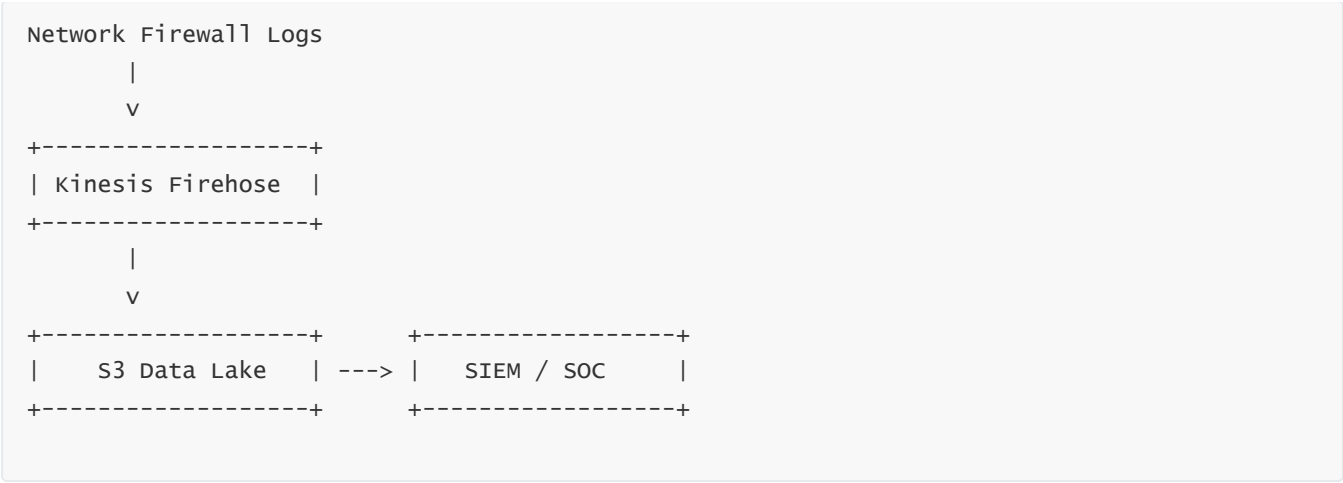 Network Firewall Logs
|
v
+-------------------+
| Kinesis Firehose  |
+-------------------+
|
v
+-------------------+      +------------------+
|    S3 Data Lake   | ---> |   SIEM / SOC     |
+-------------------+      +------------------+